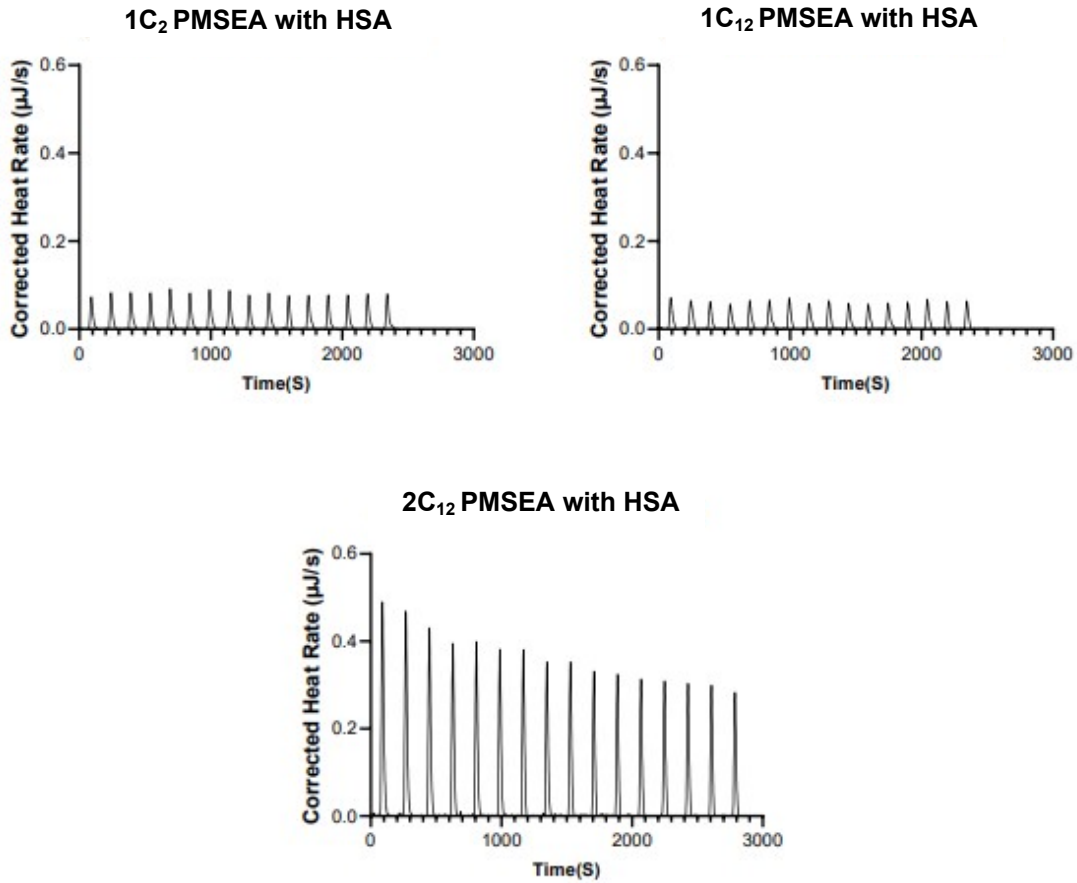 1C₂ PMSEA with HSA
Corrected Heat Rate (µJ/s)
0.6
0.4
0.2
0.0
0 1000 2000 3000
Time(S)
1C₁₂ PMSEA with HSA
Corrected Heat Rate (µJ/s)
0.6
0.4
0.2
0.0
0 1000 2000 3000
Time(S)
2C₁₂ PMSEA with HSA
Corrected Heat Rate (µJ/s)
0.6
0.4
0.2
0.0
0 1000 2000 3000
Time(S)